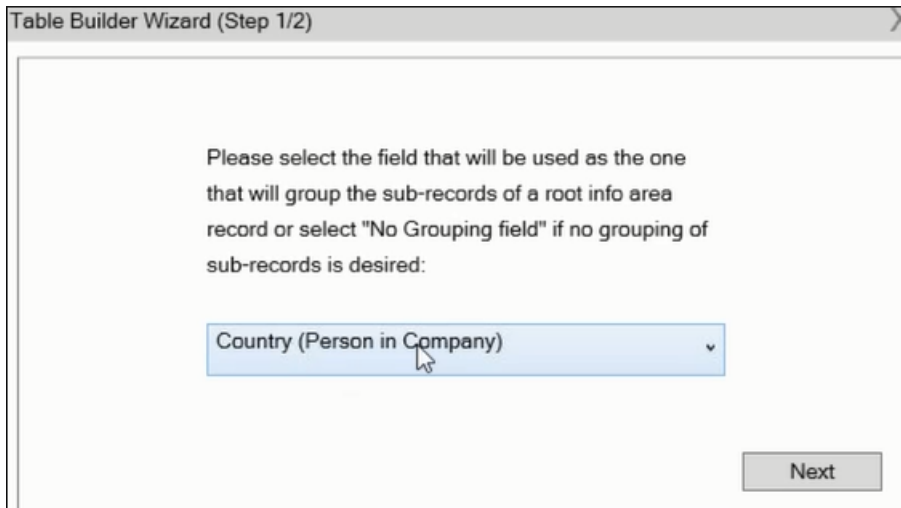 Table Builder Wizard (Step 1/2)
Please select the field that will be used as the one
that will group the sub-records of a root info area
record or select "No Grouping field" if no grouping of
sub-records is desired:
Country (Person in Company)
Next